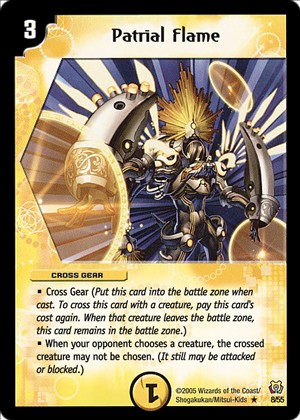 3
Patrial Flame
CROSS GEAR
▪ Cross Gear (Put this card into the battle zone when
cast. To cross this card with a creature, pay this card's
cost again. When that creature leaves the battle zone,
this card remains in the battle zone.)
▪ When your opponent chooses a creature, the crossed
creature may not be chosen. (It still may be attacked
or blocked.)
1
©2005 Wizards of the Coast/
Shogakukan/Mitsui-Kids ★ 8/55